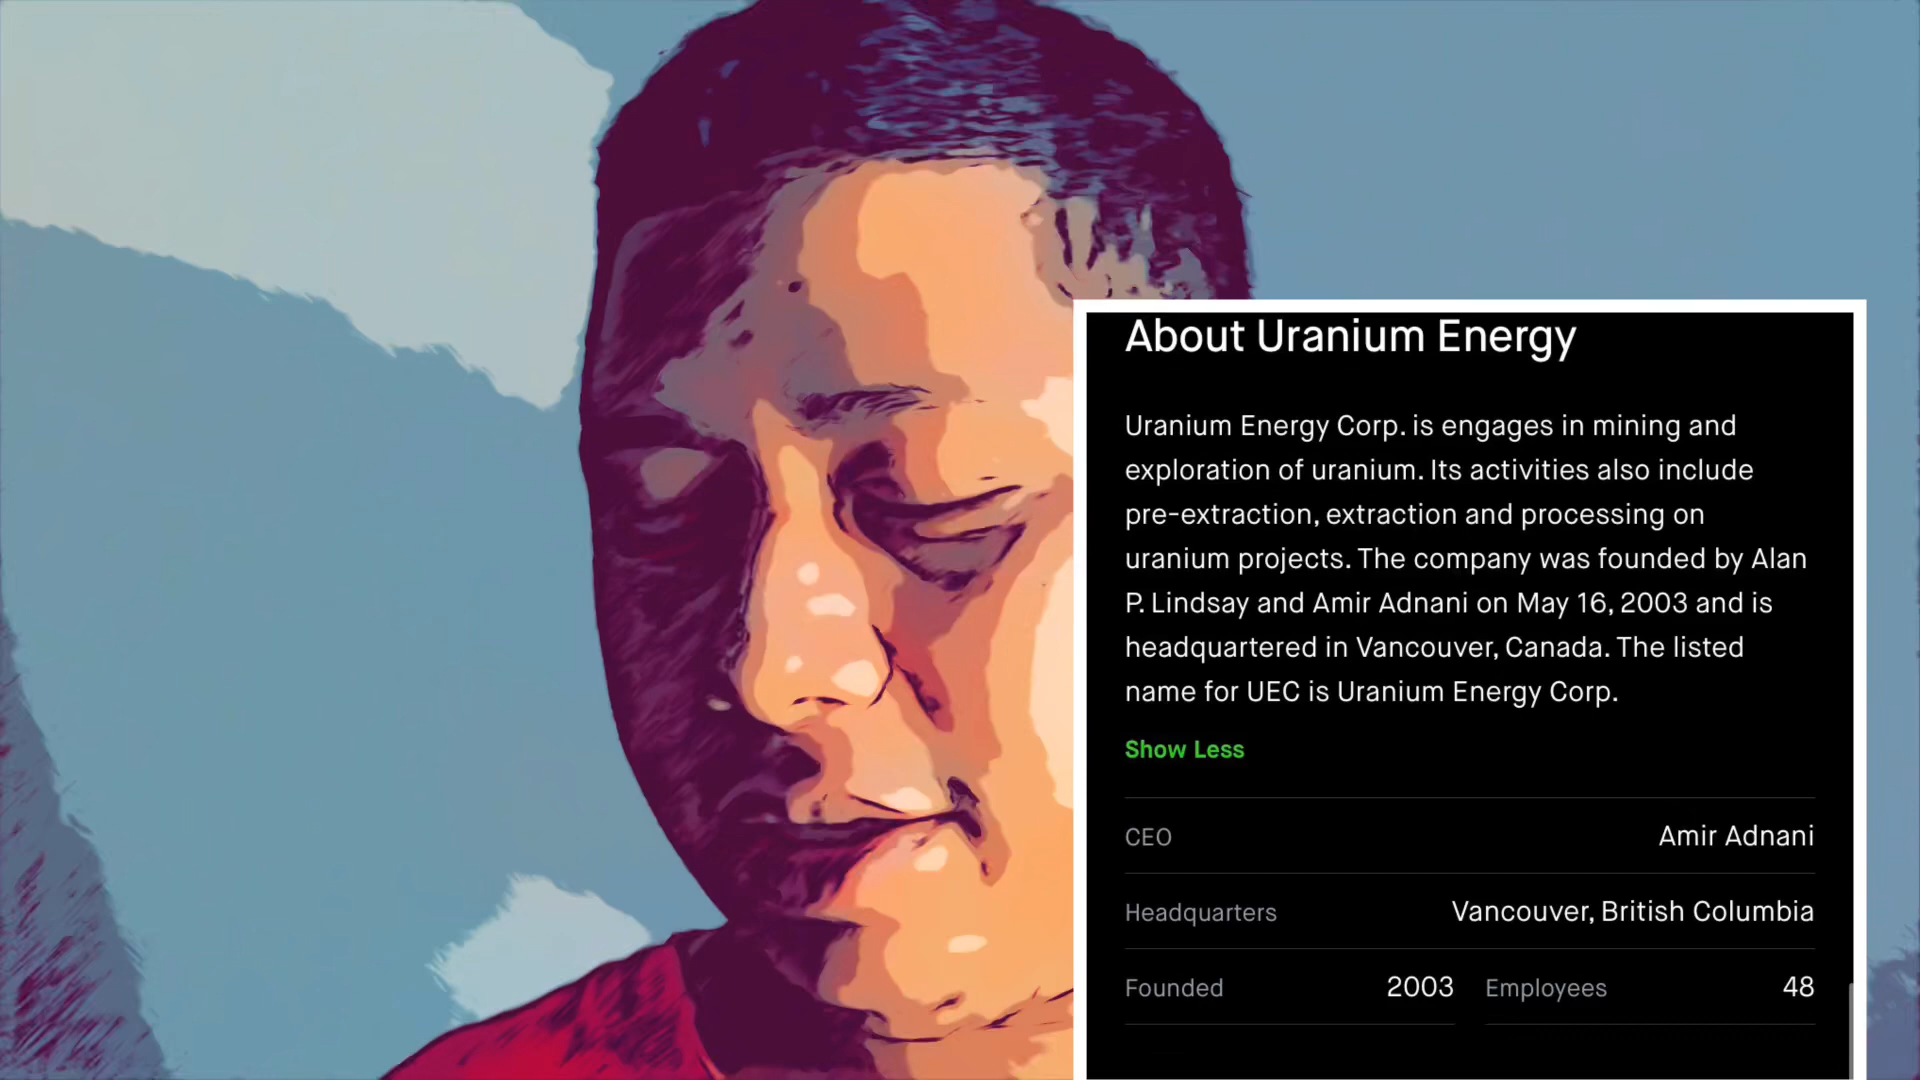 About Uranium Energy
Uranium Energy Corp. is engages in mining and
exploration of uranium. Its activities also include
pre-extraction, extraction and processing on
uranium projects. The company was founded by Alan
P. Lindsay and Amir Adnani on May 16, 2003 and is
headquartered in Vancouver, Canada. The listed
name for UEC is Uranium Energy Corp.
Show Less
CEO Amir Adnani
Headquarters Vancouver, British Columbia
Founded 2003 Employees 48